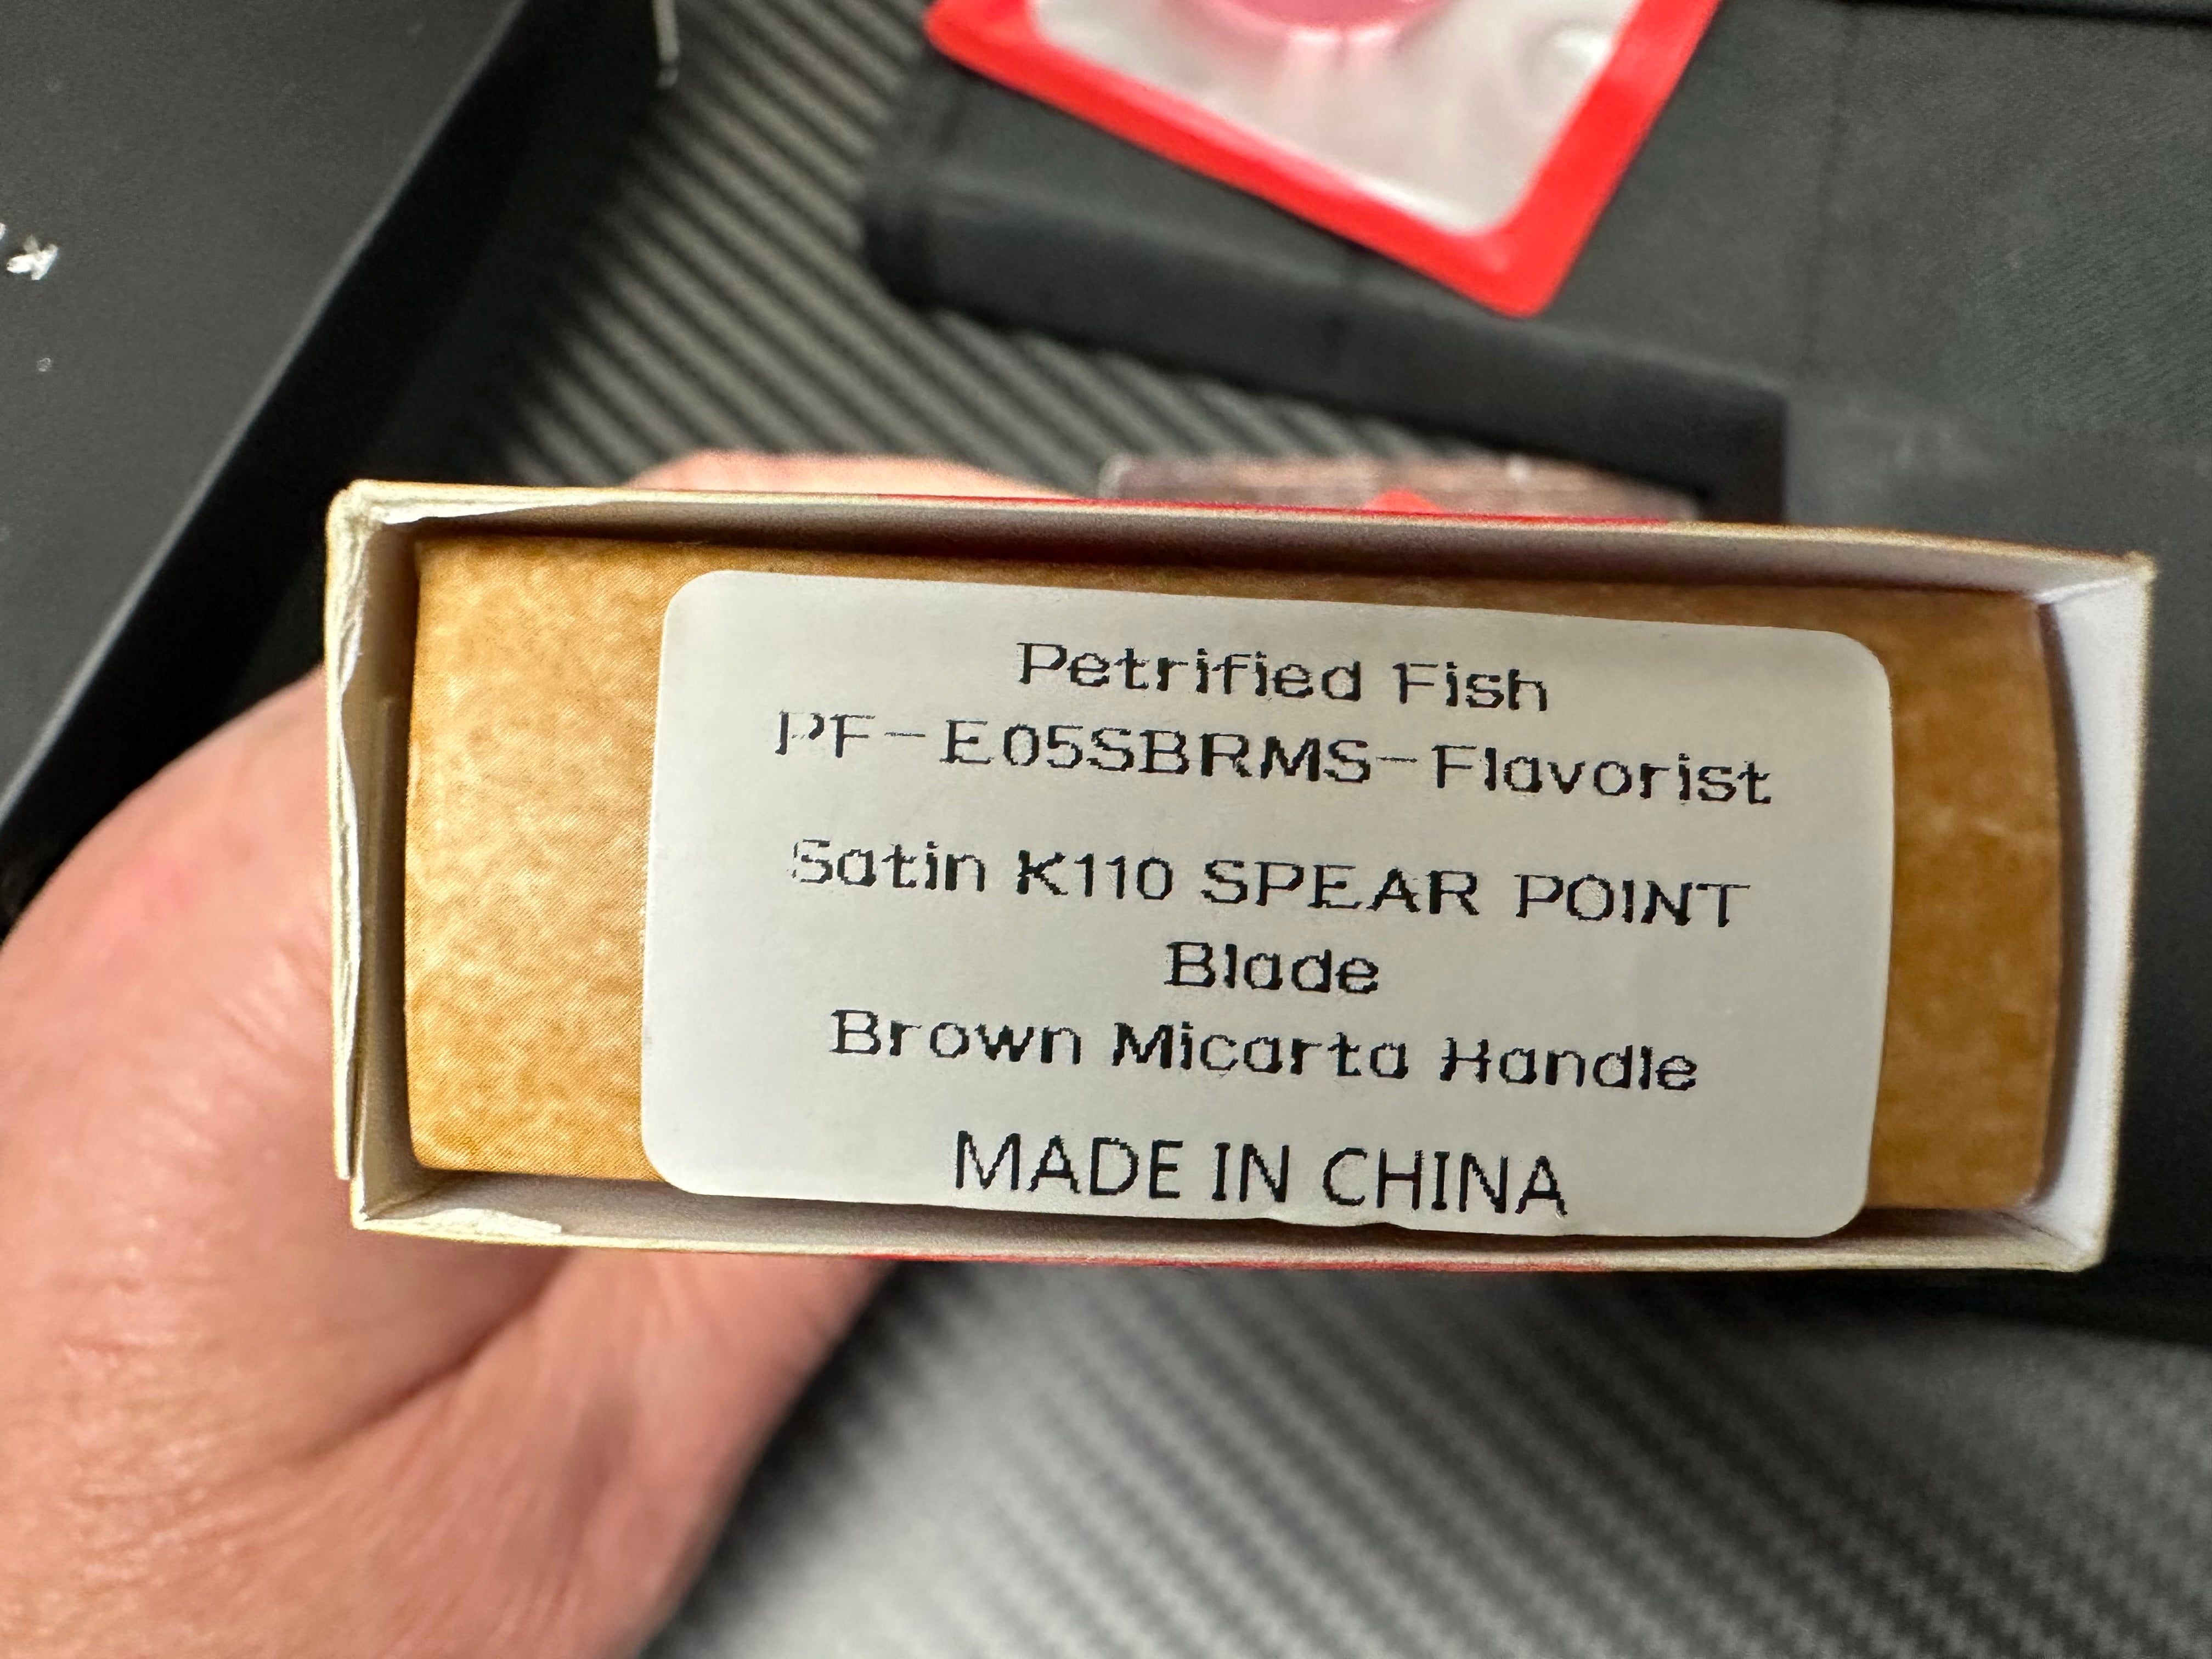 Petrified Fish
PF-E05SBRMS-Flavorist
Satin K110 SPEAR POINT
Blade
Brown Micarta Handle
MADE IN CHINA